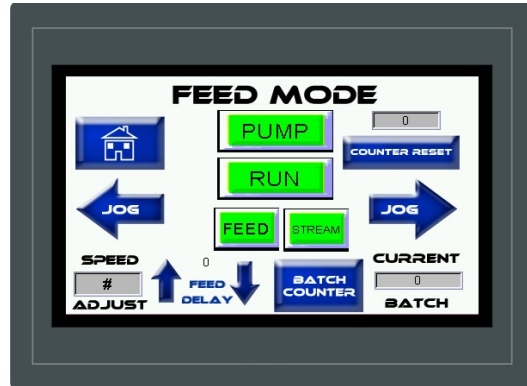 FEED MODE
PUMP
0
COUNTER RESET
RUN
JOG
JOG
FEED
STREAM
SPEED
#
ADJUST
0
FEED
DELAY
BATCH
COUNTER
CURRENT
0
BATCH